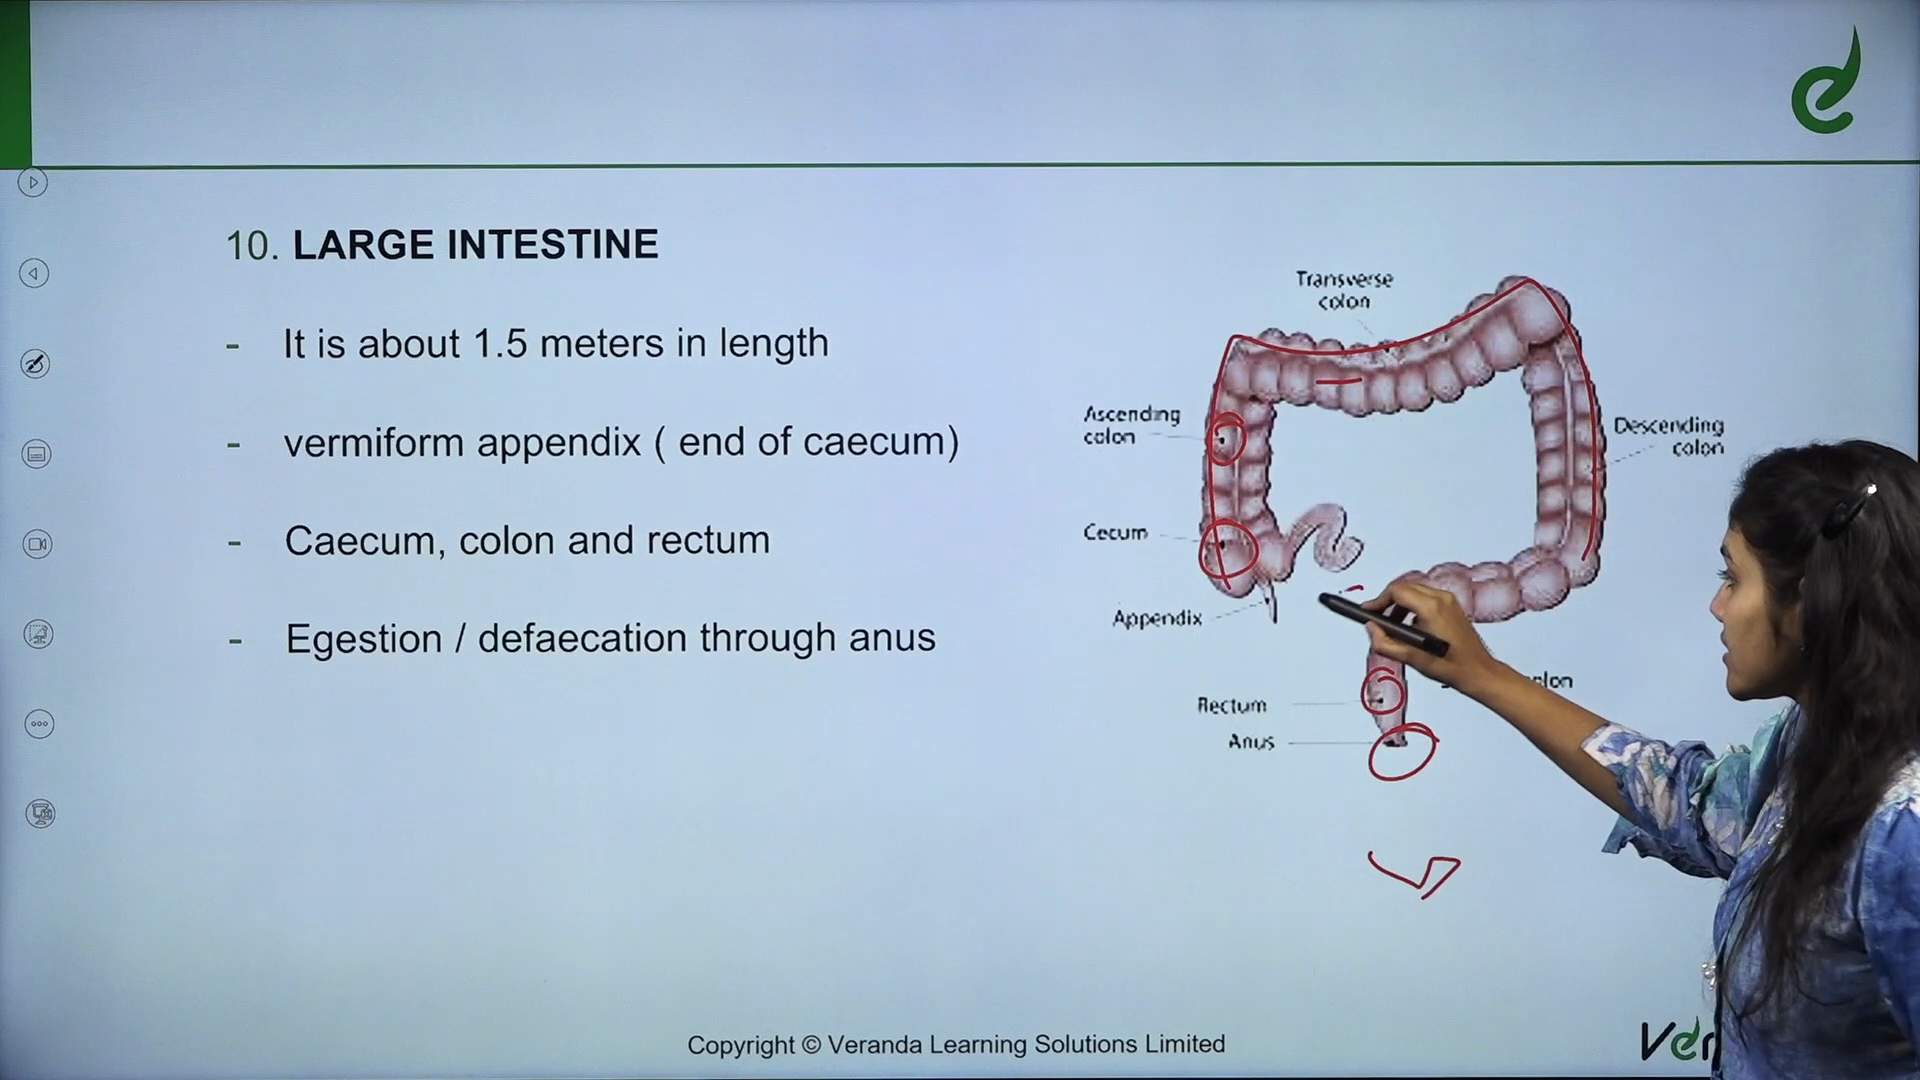 10. LARGE INTESTINE
- It is about 1.5 meters in length
- vermiform appendix ( end of caecum)
- Caecum, colon and rectum
- Egestion / defaecation through anus
Transverse
colon
Ascending
colon
Descending
colon
Cecum
Appendix
Rectum
Anus
Copyright © Veranda Learning Solutions Limited